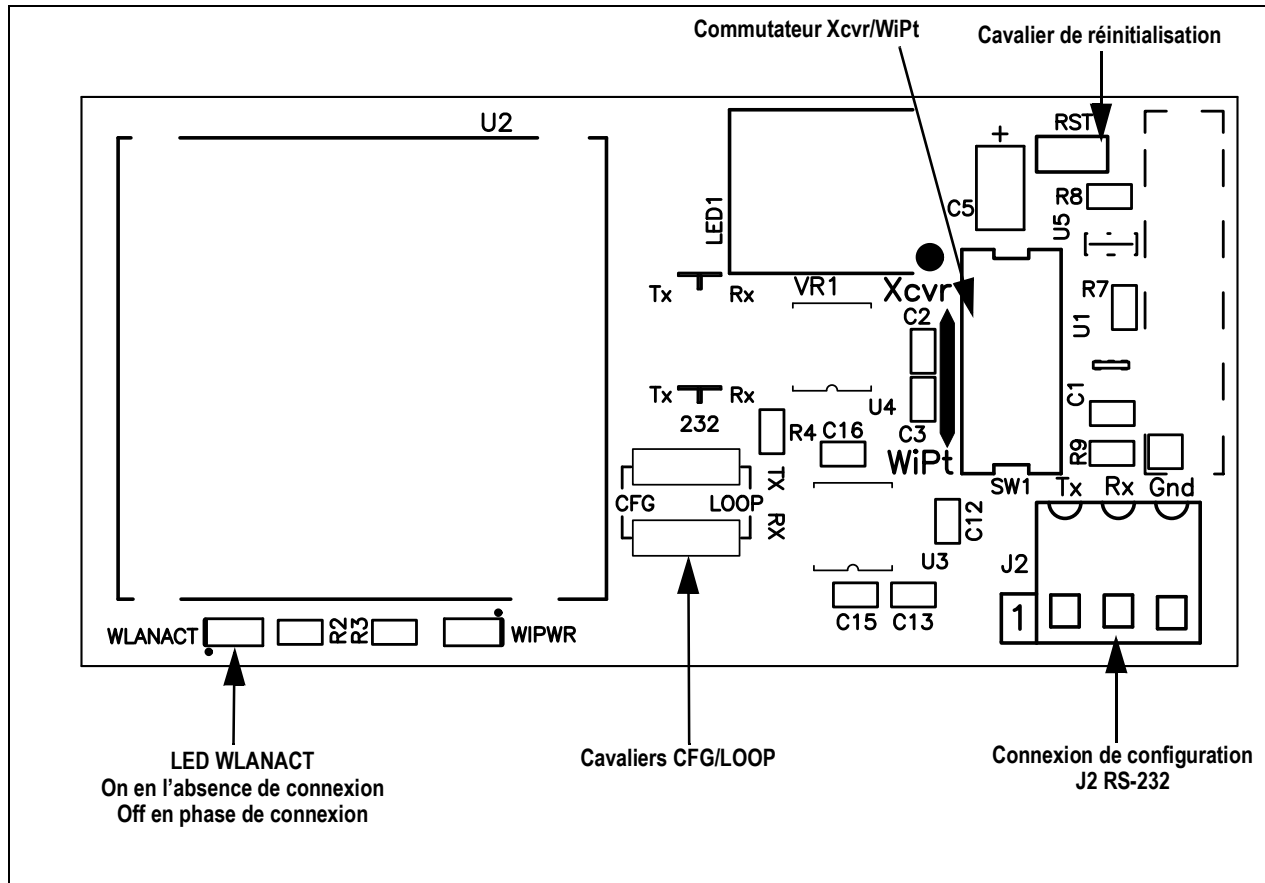 Commutateur Xcvr/WiPt
Cavalier de réinitialisation
U2
LED1
+
C5
RST
R8
U5
Tx
Rx
VR1
Xcvr
C2
R7
U1
Tx
Rx
232
R4
C16
U4
C3
C1
R9
WiPt
SW1
Tx
Rx
Gnd
CFG
LOOP
TX
RX
C12
U3
J2
1
C15
C13
WLANACT
R2
R3
WIPWR
LED WLANACT
On en l’absence de connexion
Off en phase de connexion
Cavaliers CFG/LOOP
Connexion de configuration
J2 RS-232